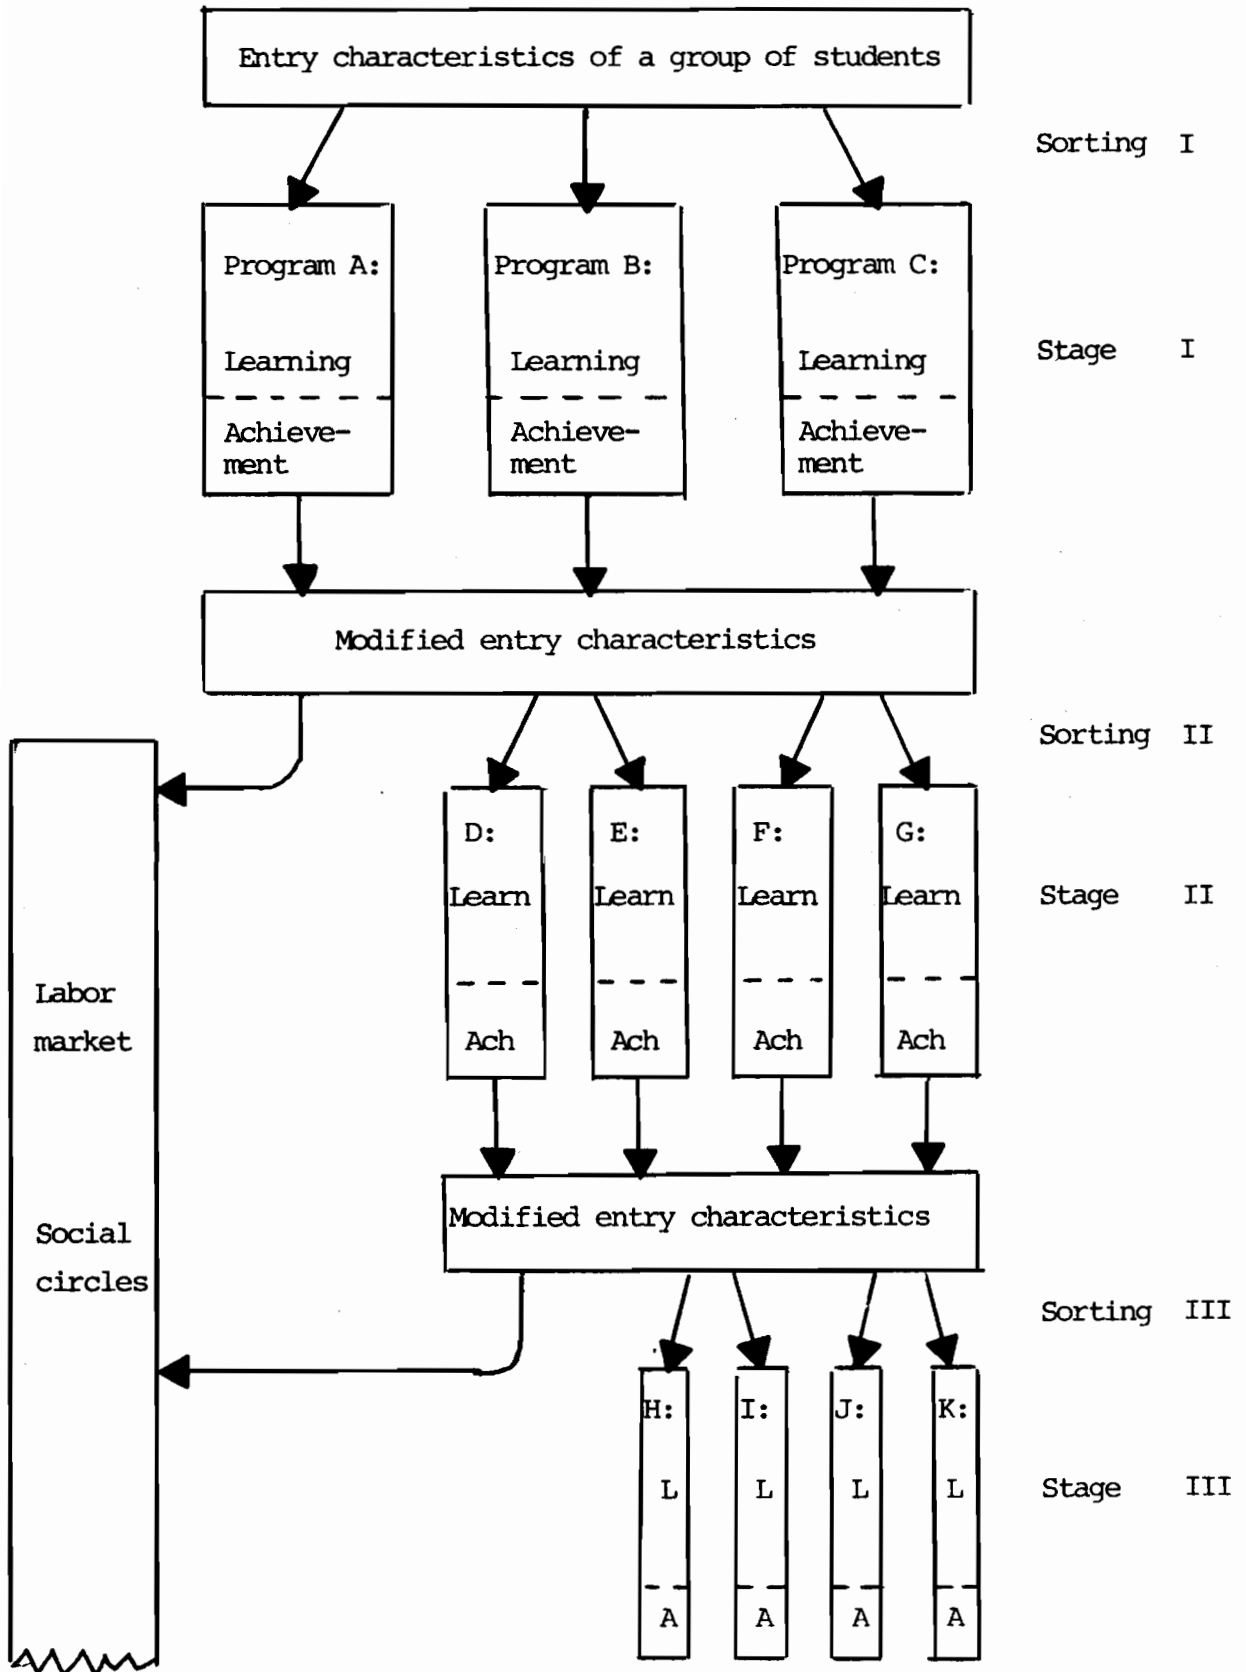 Entry characteristics of a group of students
Sorting I
Program A:
Learning
Achieve-
ment
Program B:
Learning
Achieve-
ment
Program C:
Learning
Achieve-
ment
Stage I
Modified entry characteristics
Sorting II
D:
Learn
Ach
E:
Learn
Ach
F:
Learn
Ach
G:
Learn
Ach
Stage II
Labor
market
Social
circles
Modified entry characteristics
Sorting III
H:
L
A
I:
L
A
J:
L
A
K:
L
A
Stage III